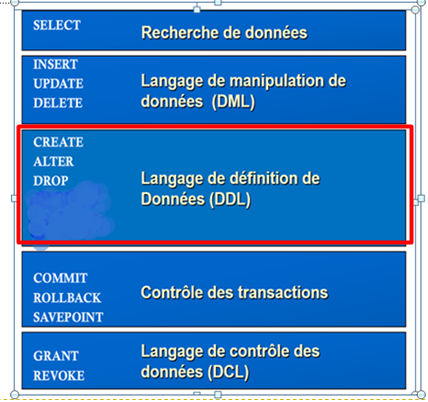 SELECT
Recherche de données
INSERT
UPDATE
DELETE
Langage de manipulation de
données (DML)
CREATE
ALTER
DROP
Langage de définition de
Données (DDL)
COMMIT
ROLLBACK
SAVEPOINT
Contrôle des transactions
GRANT
REVOKE
Langage de contrôle des
données (DCL)